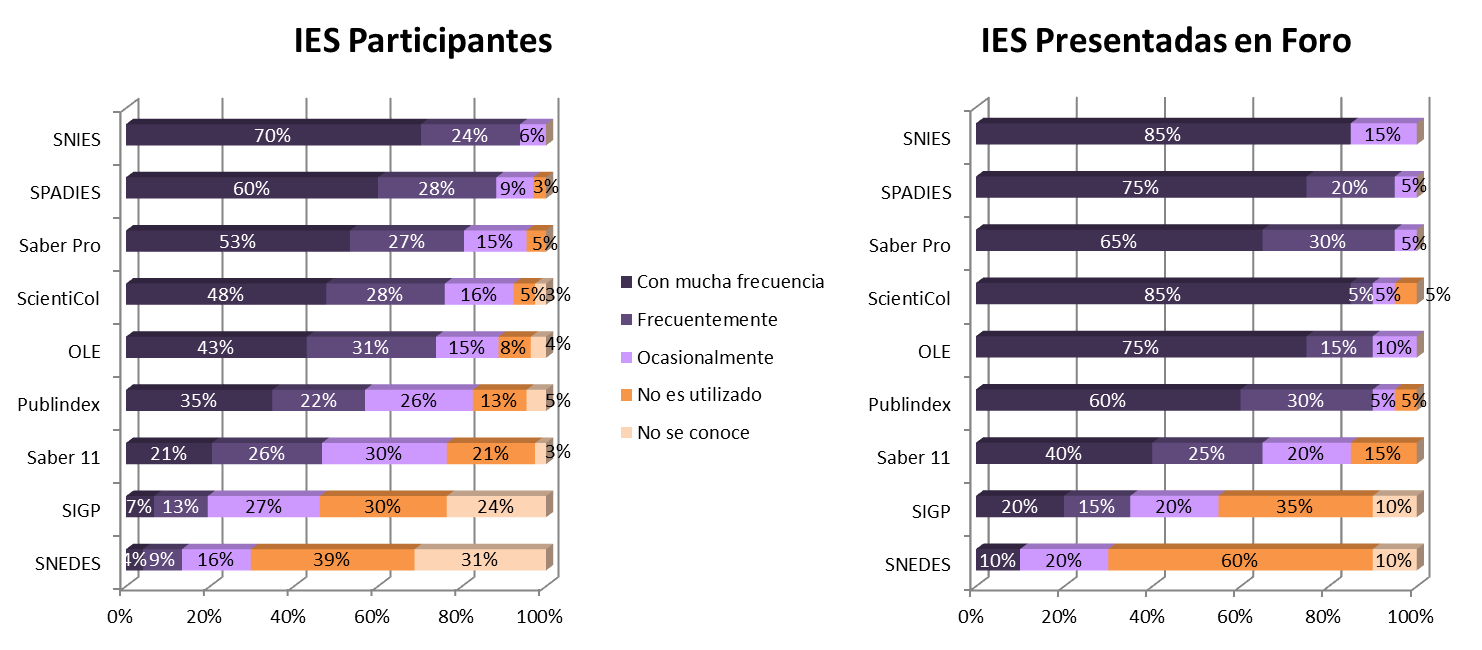 IES Participantes
SNIES 70% 24% 6%
SPADIES 60% 28% 9% 3%
Saber Pro 53% 27% 15% 5%
ScientiCol 48% 28% 16% 5% 3%
OLE 43% 31% 15% 8% 4%
Publindex 35% 22% 26% 13% 5%
Saber 11 21% 26% 30% 21% 3%
SIGP 7% 13% 27% 30% 24%
SNEDES 4% 9% 16% 39% 31%
0% 20% 40% 60% 80% 100%
Con mucha frecuencia
Frecuentemente
Ocasionalmente
No es utilizado
No se conoce
IES Presentadas en Foro
SNIES 85% 15%
SPADIES 75% 20% 5%
Saber Pro 65% 30% 5%
ScientiCol 85% 5% 5% 5%
OLE 75% 15% 10%
Publindex 60% 30% 5% 5%
Saber 11 40% 25% 20% 15%
SIGP 20% 15% 20% 35% 10%
SNEDES 10% 20% 60% 10%
0% 20% 40% 60% 80% 100%